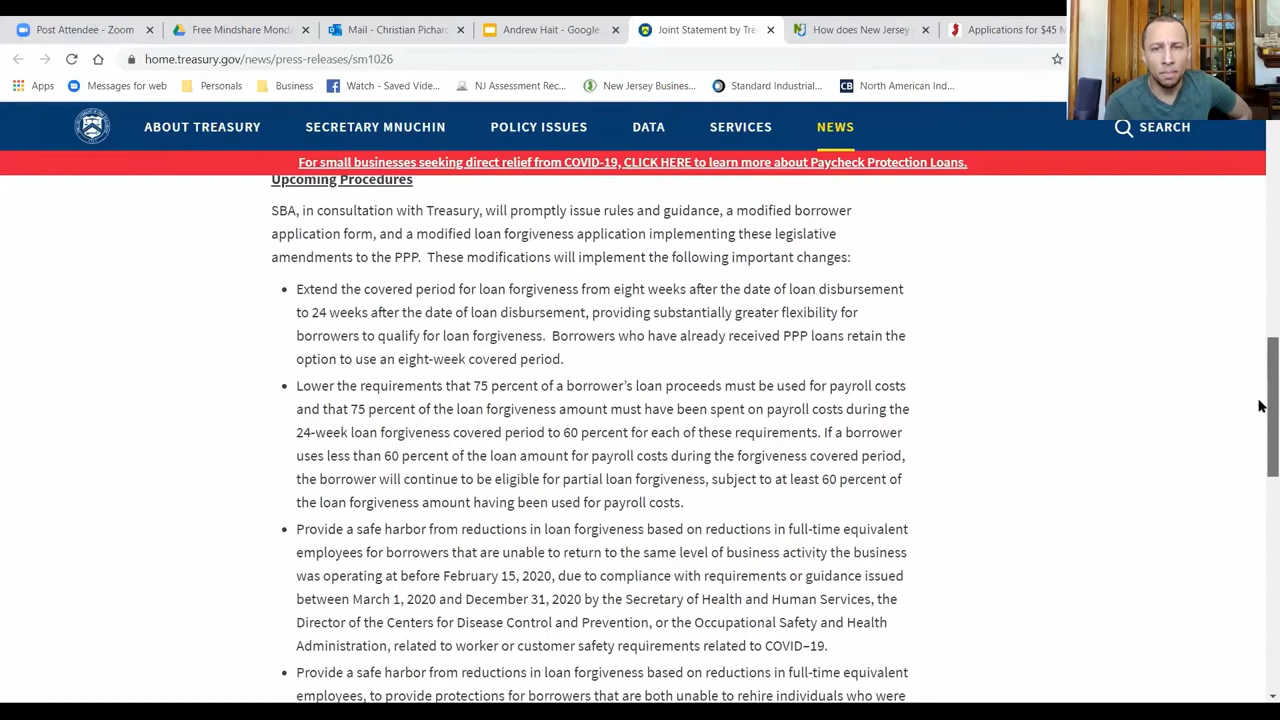 Post Attendee - Zoom
Free Mindshare Mond
Mail - Christian Pichar
Andrew Hait - Google
Joint Statement by Tre
How does New Jersey
Applications for $45 M
home.treasury.gov/news/press-releases/sm1026
Apps
Messages for web
Personals
Business
Watch - Saved Vide...
NJ Assessment Rec...
New Jersey Busines...
Standard Industrial...
CB
North American Ind...
ABOUT TREASURY
SECRETARY MNUCHIN
POLICY ISSUES
DATA
SERVICES
NEWS
SEARCH
For small businesses seeking direct relief from COVID-19, CLICK HERE to learn more about Paycheck Protection Loans.
Upcoming Procedures
SBA, in consultation with Treasury, will promptly issue rules and guidance, a modified borrower
application form, and a modified loan forgiveness application implementing these legislative
amendments to the PPP.  These modifications will implement the following important changes:
• Extend the covered period for loan forgiveness from eight weeks after the date of loan disbursement
to 24 weeks after the date of loan disbursement, providing substantially greater flexibility for
borrowers to qualify for loan forgiveness.  Borrowers who have already received PPP loans retain the
option to use an eight-week covered period.
• Lower the requirements that 75 percent of a borrower’s loan proceeds must be used for payroll costs
and that 75 percent of the loan forgiveness amount must have been spent on payroll costs during the
24-week loan forgiveness covered period to 60 percent for each of these requirements. If a borrower
uses less than 60 percent of the loan amount for payroll costs during the forgiveness covered period,
the borrower will continue to be eligible for partial loan forgiveness, subject to at least 60 percent of
the loan forgiveness amount having been used for payroll costs.
• Provide a safe harbor from reductions in loan forgiveness based on reductions in full-time equivalent
employees for borrowers that are unable to return to the same level of business activity the business
was operating at before February 15, 2020, due to compliance with requirements or guidance issued
between March 1, 2020 and December 31, 2020 by the Secretary of Health and Human Services, the
Director of the Centers for Disease Control and Prevention, or the Occupational Safety and Health
Administration, related to worker or customer safety requirements related to COVID–19.
• Provide a safe harbor from reductions in loan forgiveness based on reductions in full-time equivalent
employees, to provide protections for borrowers that are both unable to rehire individuals who were